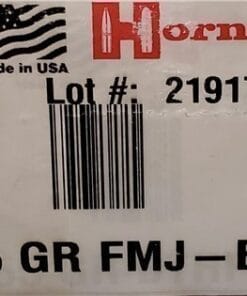 Horn
de in USA
Lot #: 2191
GR FMJ-B